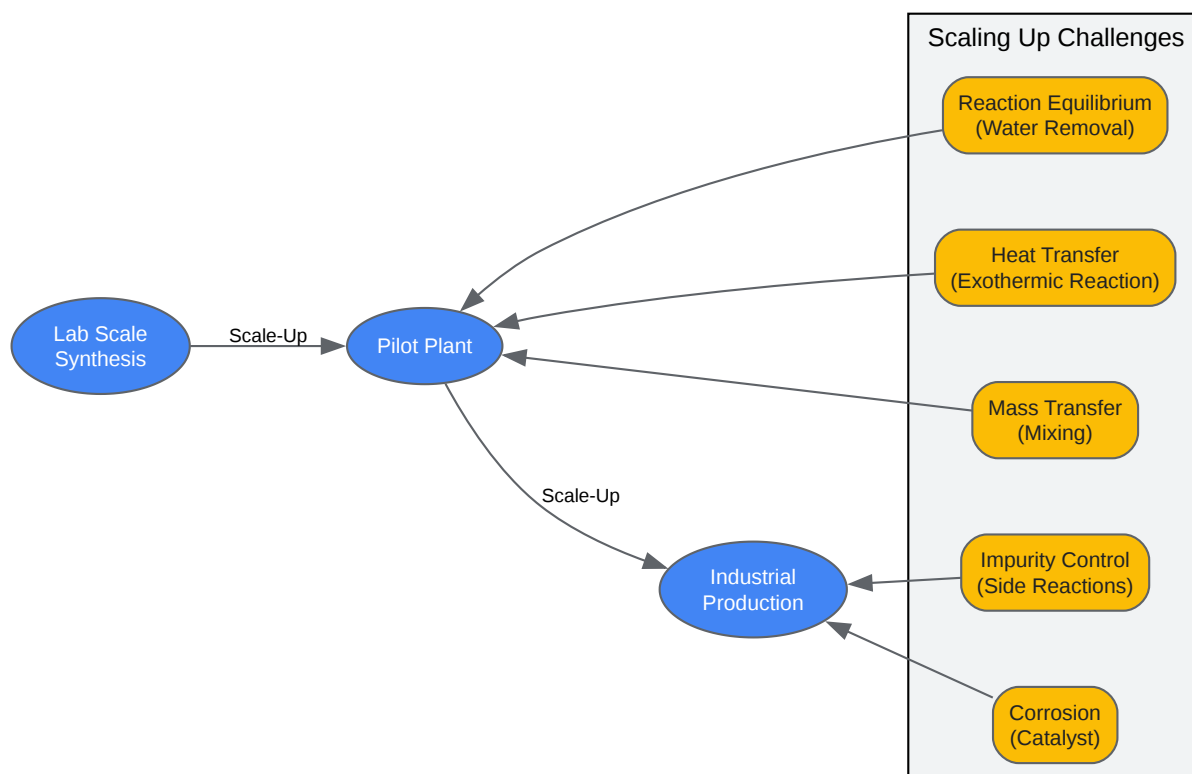 Scaling Up Challenges
Reaction Equilibrium
(Water Removal)
Heat Transfer
(Exothermic Reaction)
Lab Scale
Synthesis
Scale-Up
Pilot Plant
Mass Transfer
(Mixing)
Scale-Up
Industrial
Production
Impurity Control
(Side Reactions)
Corrosion
(Catalyst)